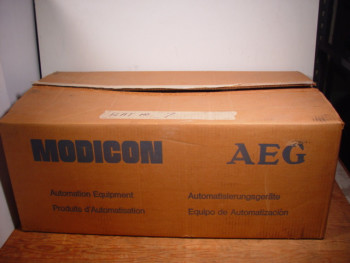 MODICON
AEG
Automation Equipment
Automatisierungsgeräte
Produits d'Automatisation
Equipo de Automatización